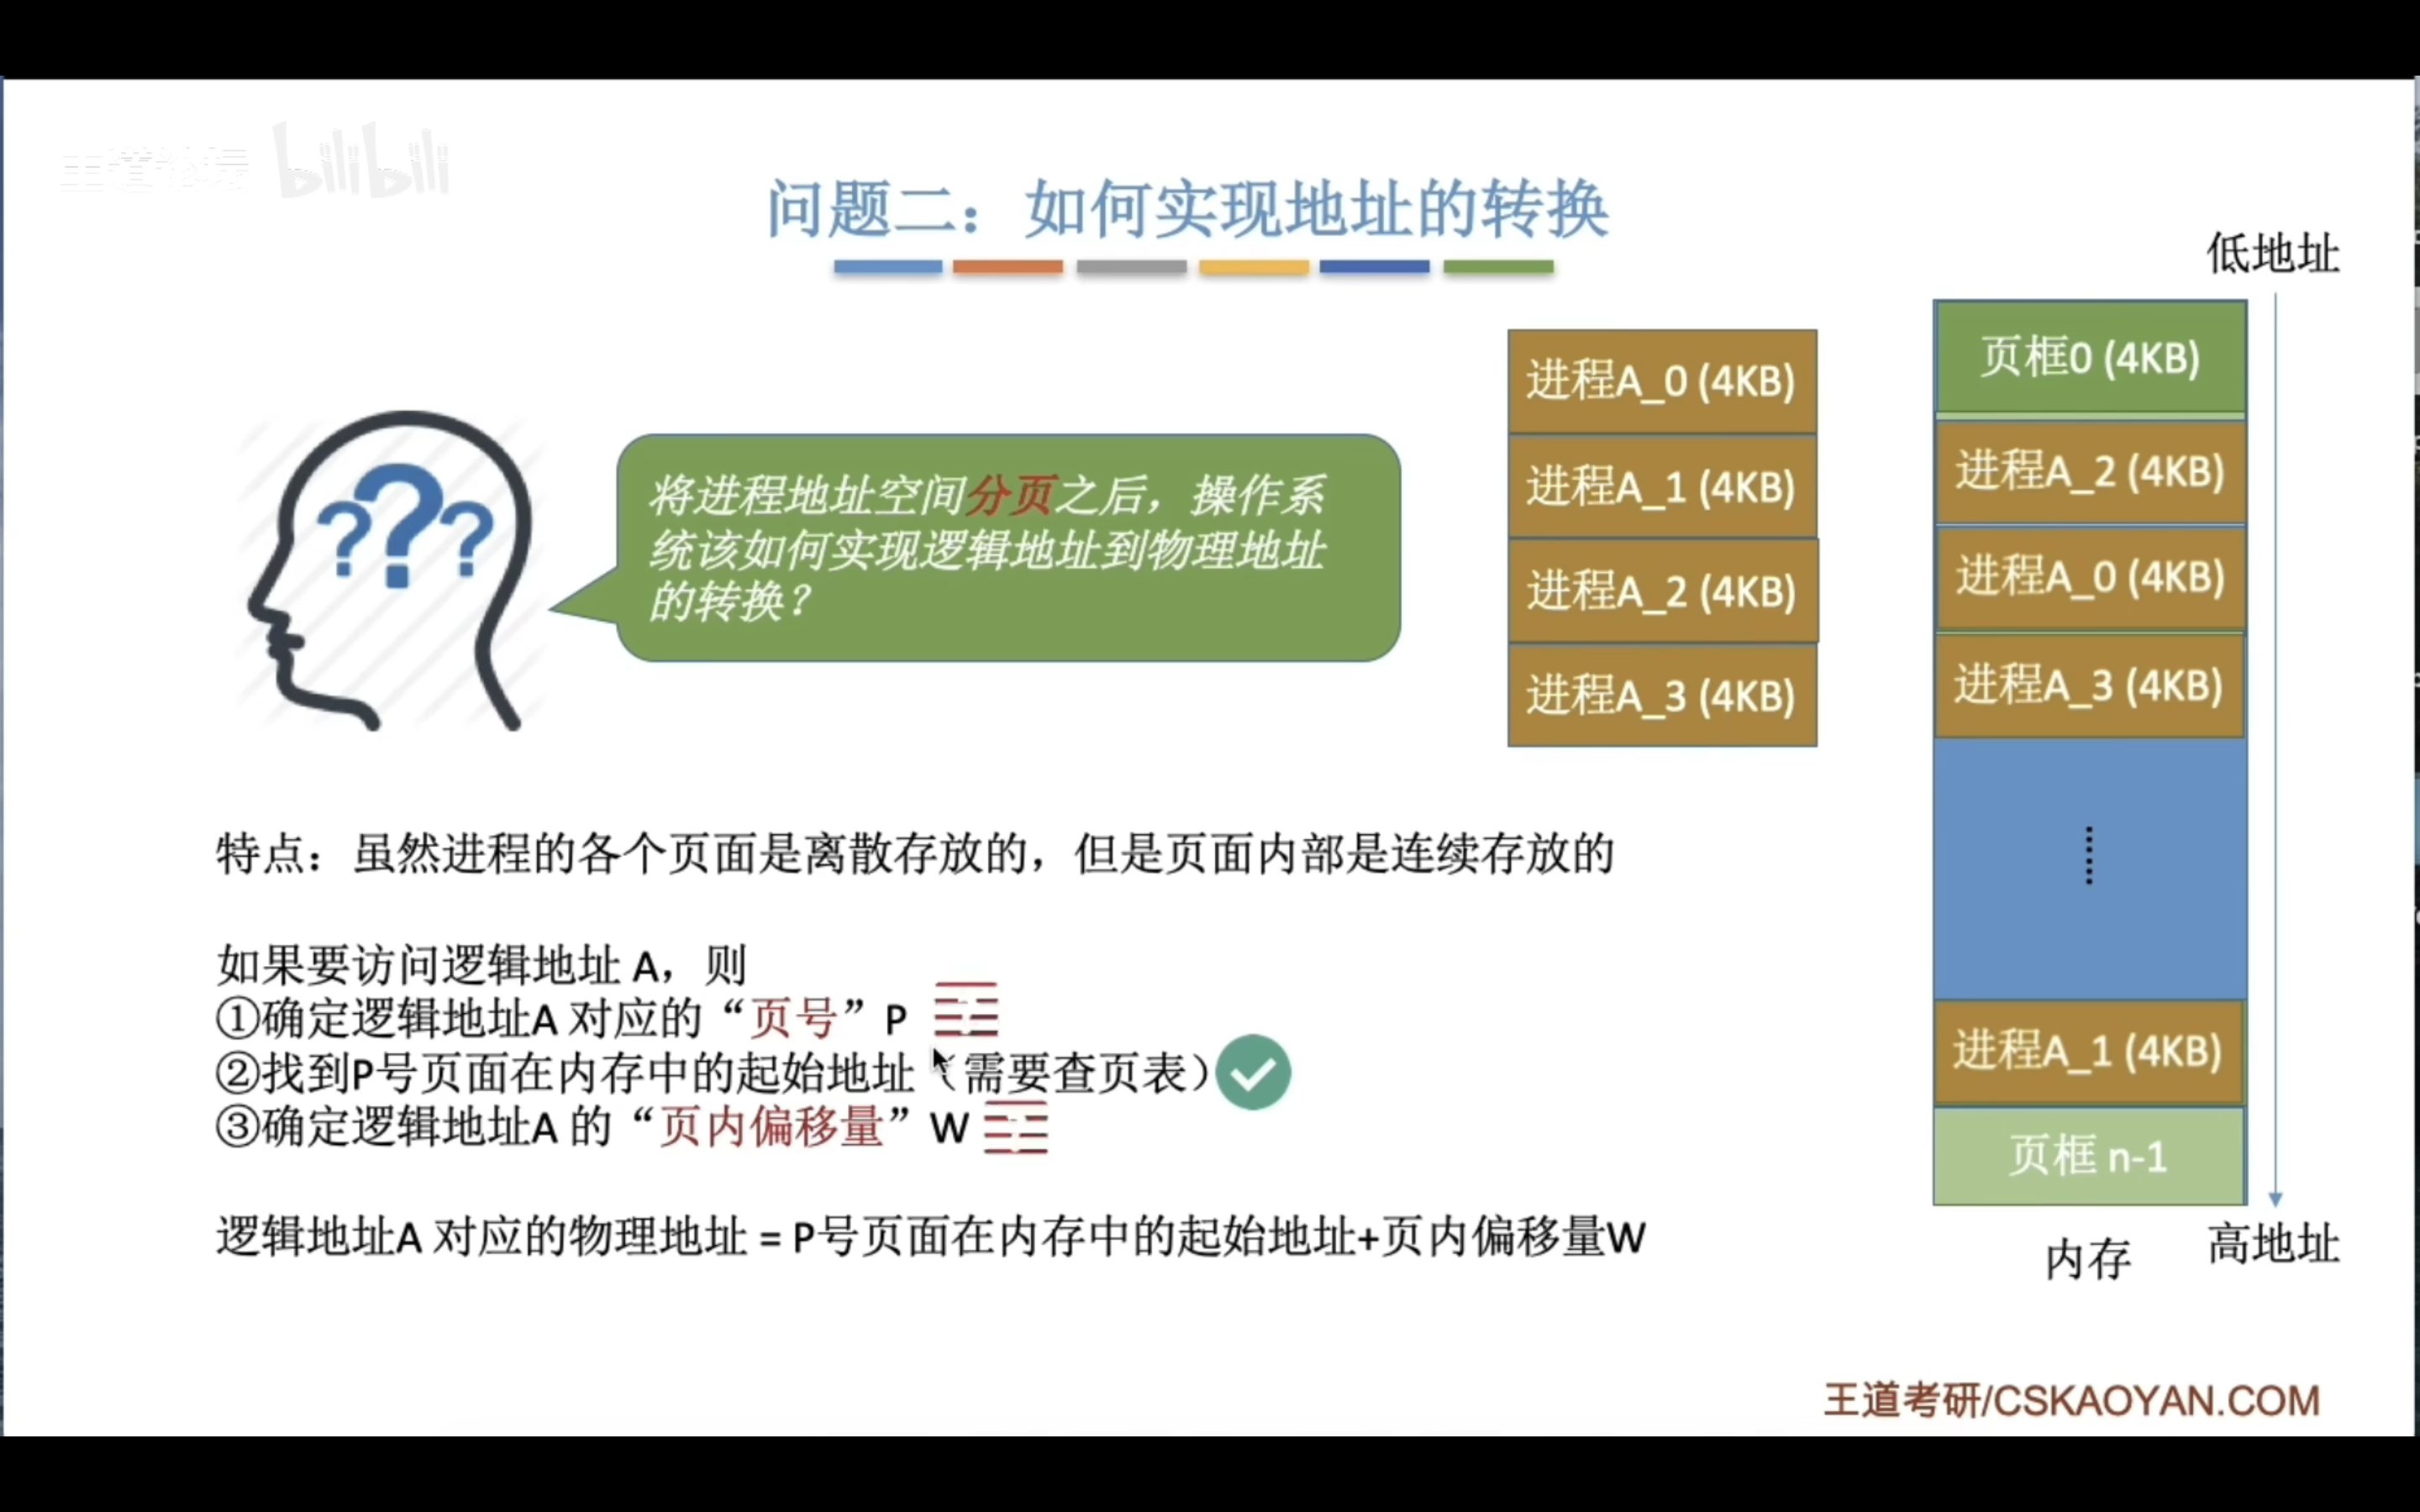 王道论坛 bilibili
问题二：如何实现地址的转换
低地址
将进程地址空间分页之后，操作系
统该如何实现逻辑地址到物理地址
的转换？
???
进程A_0 (4KB)
进程A_1 (4KB)
进程A_2 (4KB)
进程A_3 (4KB)
页框0 (4KB)
进程A_2 (4KB)
进程A_0 (4KB)
进程A_3 (4KB)
......
进程A_1 (4KB)
页框 n-1
内存
高地址
特点：虽然进程的各个页面是离散存放的，但是页面内部是连续存放的
如果要访问逻辑地址 A，则
①确定逻辑地址A 对应的“页号”P
②找到P号页面在内存中的起始地址（需要查页表）
③确定逻辑地址A 的“页内偏移量”W
逻辑地址A 对应的物理地址 = P号页面在内存中的起始地址+页内偏移量W
王道考研/CSKAOYAN.COM